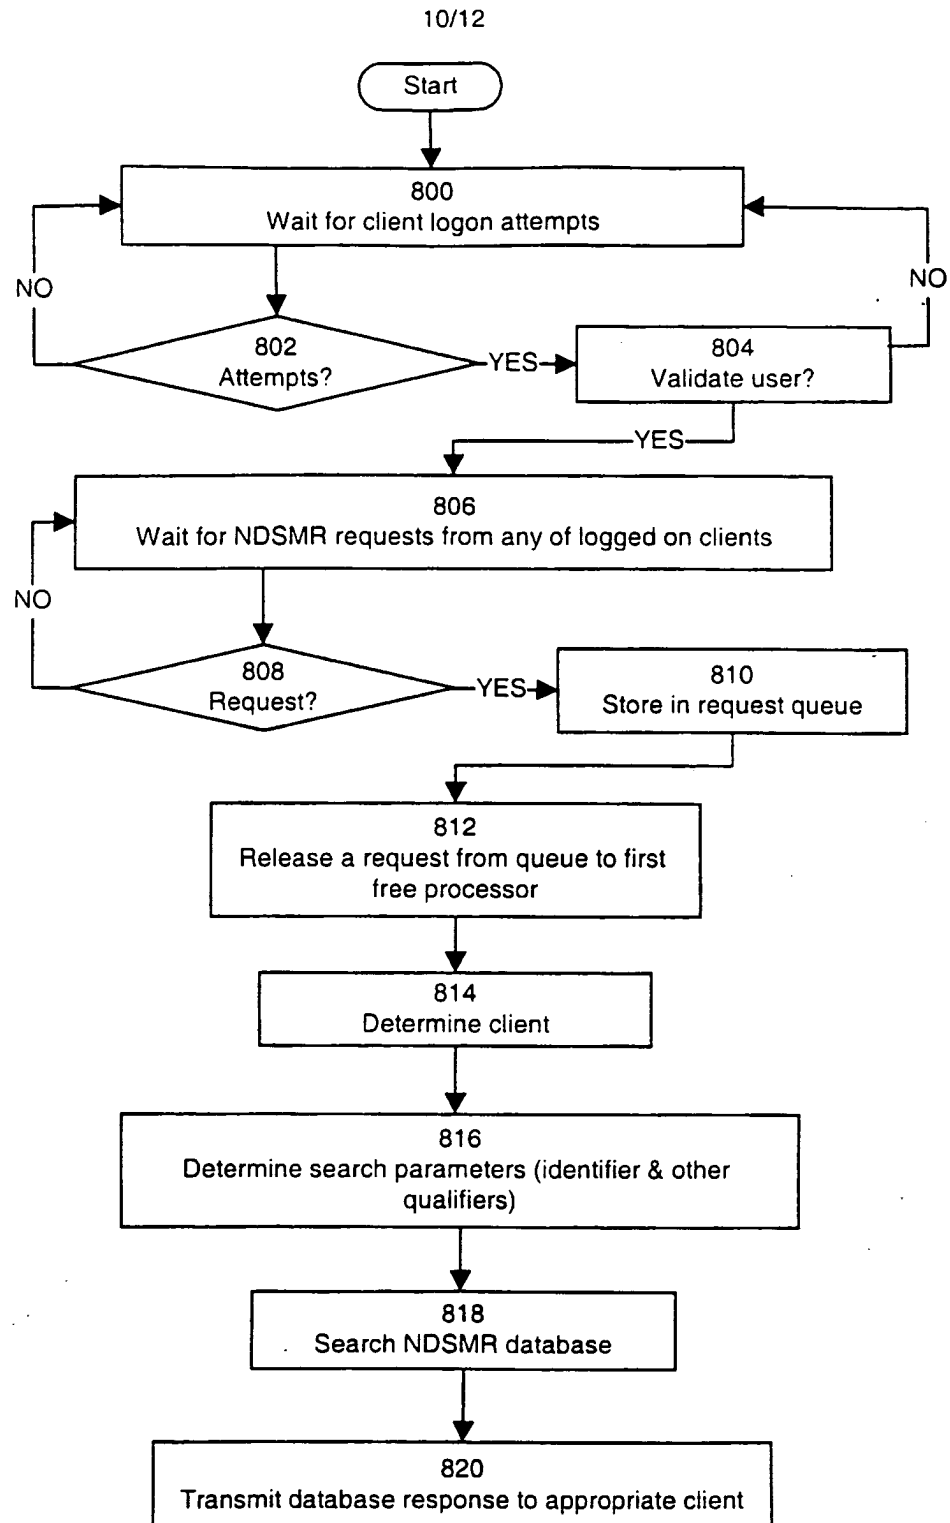 10/12
Start
800
Wait for client logon attempts
NO
NO
802
Attempts?
YES
804
Validate user?
YES
806
Wait for NDSMR requests from any of logged on clients
NO
808
Request?
YES
810
Store in request queue
812
Release a request from queue to first
free processor
814
Determine client
816
Determine search parameters (identifier & other
qualifiers)
818
Search NDSMR database
820
Transmit database response to appropriate client